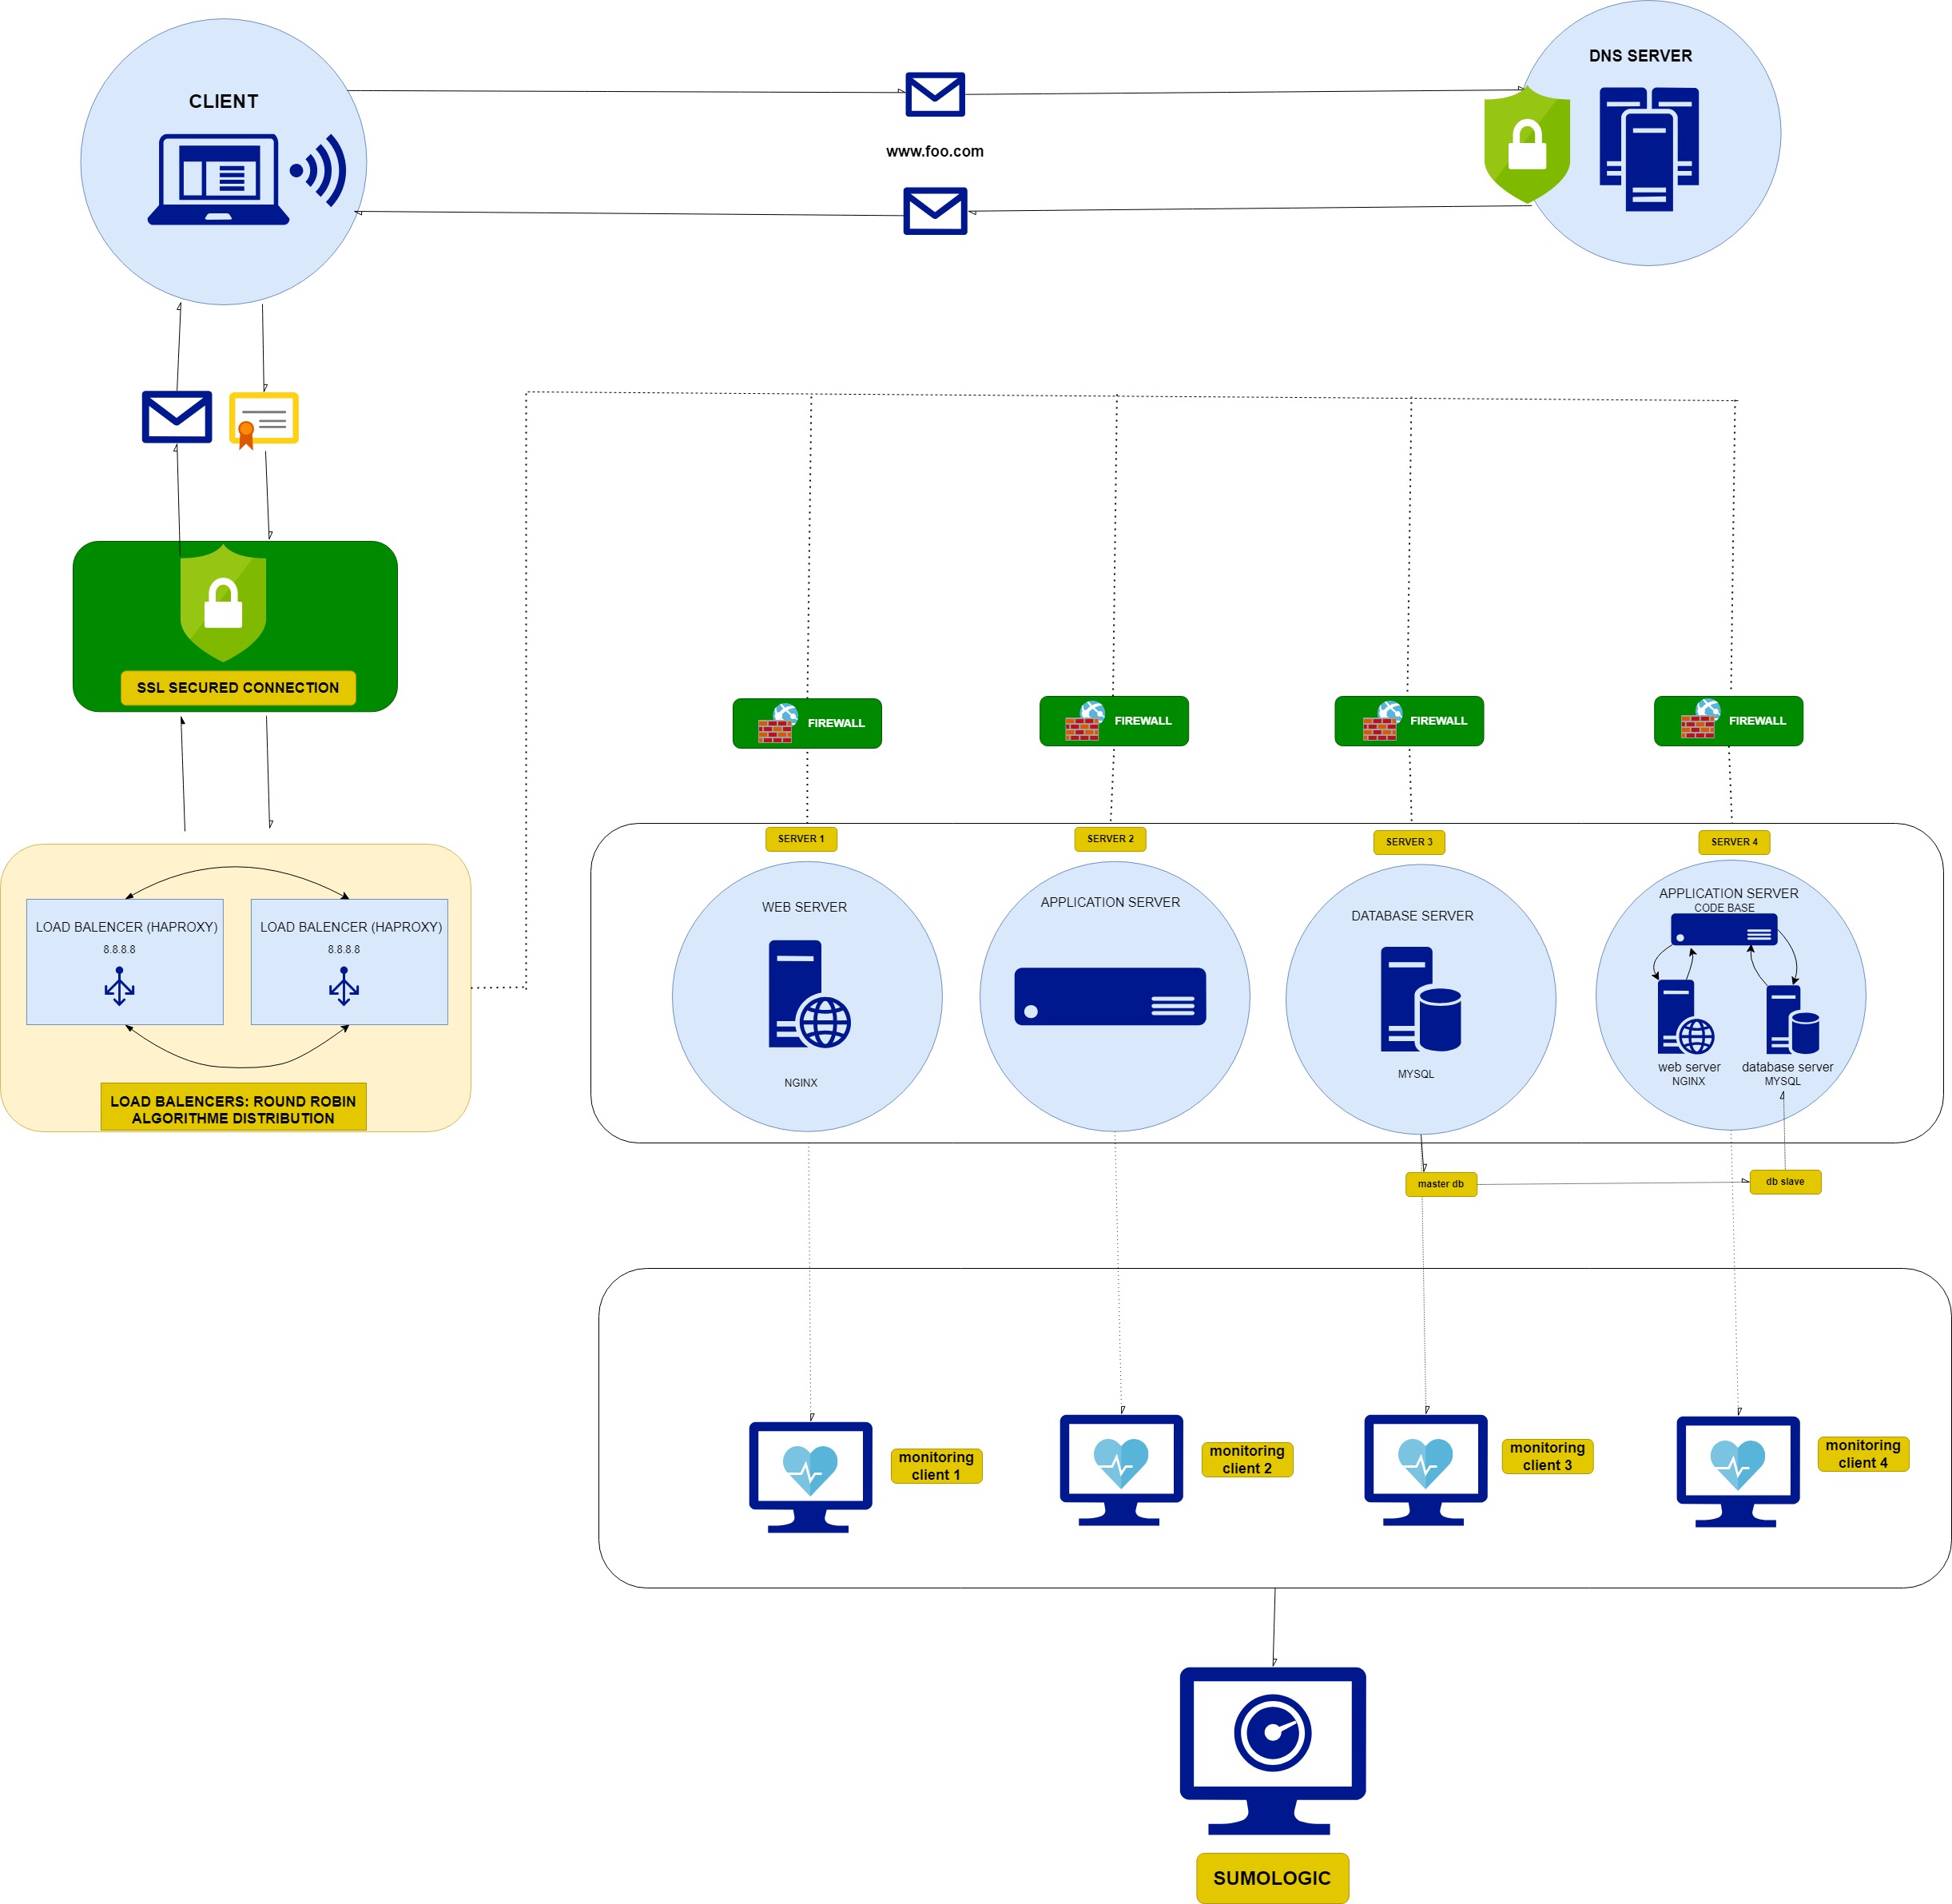 CLIENT
DNS SERVER
www.foo.com
SSL SECURED CONNECTION
FIREWALL
FIREWALL
FIREWALL
FIREWALL
SERVER 1
SERVER 2
SERVER 3
SERVER 4
WEB SERVER
NGINX
APPLICATION SERVER
DATABASE SERVER
MYSQL
APPLICATION SERVER
CODE BASE
web server
NGINX
database server
MYSQL
LOAD BALENCER (HAPROXY)
8.8.8.8
LOAD BALENCER (HAPROXY)
8.8.8.8
LOAD BALENCERS: ROUND ROBIN
ALGORITHME DISTRIBUTION
master db
db slave
monitoring
client 1
monitoring
client 2
monitoring
client 3
monitoring
client 4
SUMOLOGIC